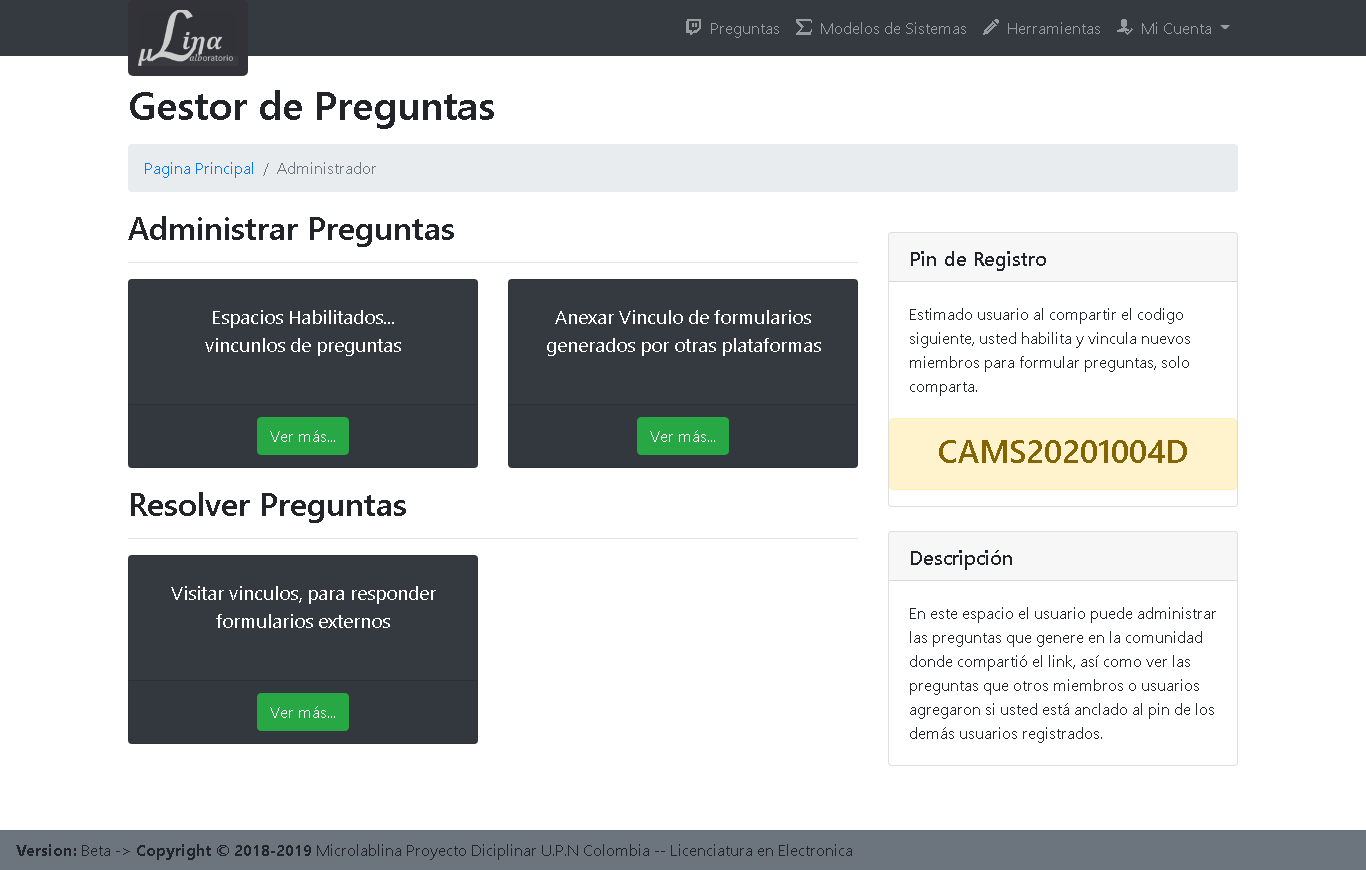 µLina
alboratorio
Preguntas
Modelos de Sistemas
Herramientas
Mi Cuenta
Gestor de Preguntas
Pagina Principal / Administrador
Administrar Preguntas
Espacios Habilitados...
vincunlos de preguntas
Ver más...
Anexar Vinculo de formularios
generados por otras plataformas
Ver más...
Resolver Preguntas
Visitar vinculos, para responder
formularios externos
Ver más...
Pin de Registro
Estimado usuario al compartir el codigo
siguiente, usted habilita y vincula nuevos
miembros para formular preguntas, solo
comparta.
CAMS20201004D
Descripción
En este espacio el usuario puede administrar
las preguntas que genere en la comunidad
donde compartió el link, así como ver las
preguntas que otros miembros o usuarios
agregaron si usted está anclado al pin de los
demás usuarios registrados.
Version: Beta -> Copyright © 2018-2019 Microlablina Proyecto Diciplinar U.P.N Colombia -- Licenciatura en Electronica